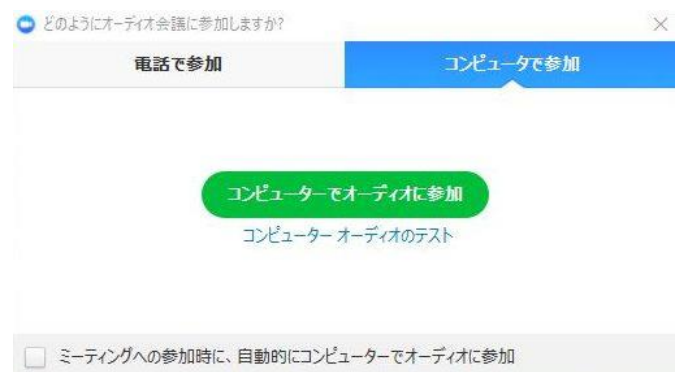 どのようにオーディオ会議に参加しますか?
電話で参加
コンピュータで参加
コンピューターでオーディオに参加
コンピューター オーディオのテスト
ミーティングへの参加時に、自動的にコンピューターでオーディオに参加